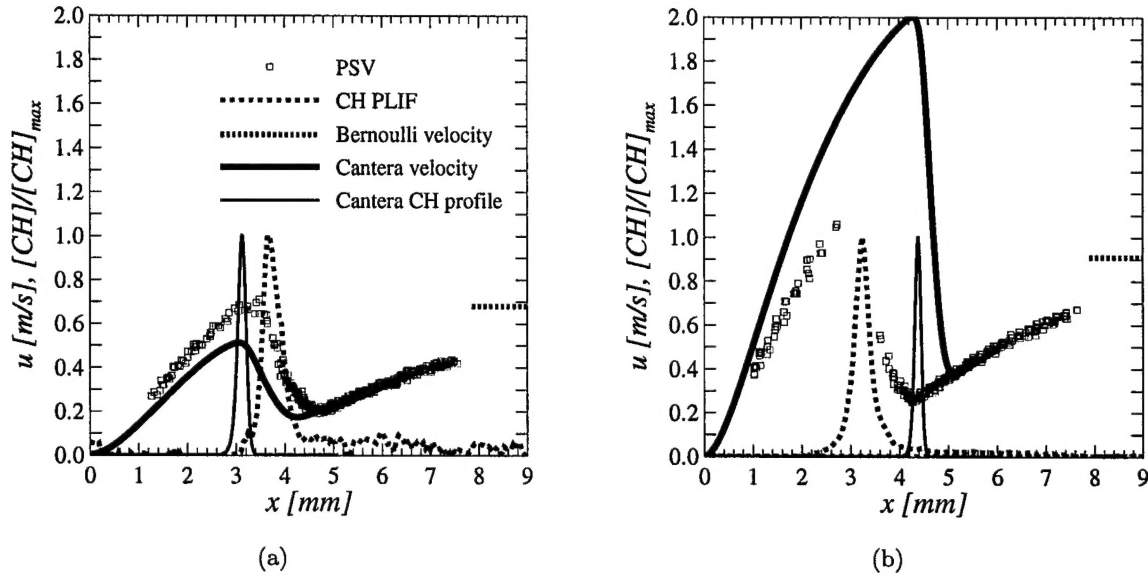 2.0
1.8
1.6
1.4
1.2
1.0
0.8
0.6
0.4
0.2
0.0
u [m/s], [CH]/[CH]max
PSV
CH PLIF
Bernoulli velocity
Cantera velocity
Cantera CH profile
0 1 2 3 4 5 6 7 8 9
x [mm]
(a)
2.0
1.8
1.6
1.4
1.2
1.0
0.8
0.6
0.4
0.2
0.0
u [m/s], [CH]/[CH]max
0 1 2 3 4 5 6 7 8 9
x [mm]
(b)